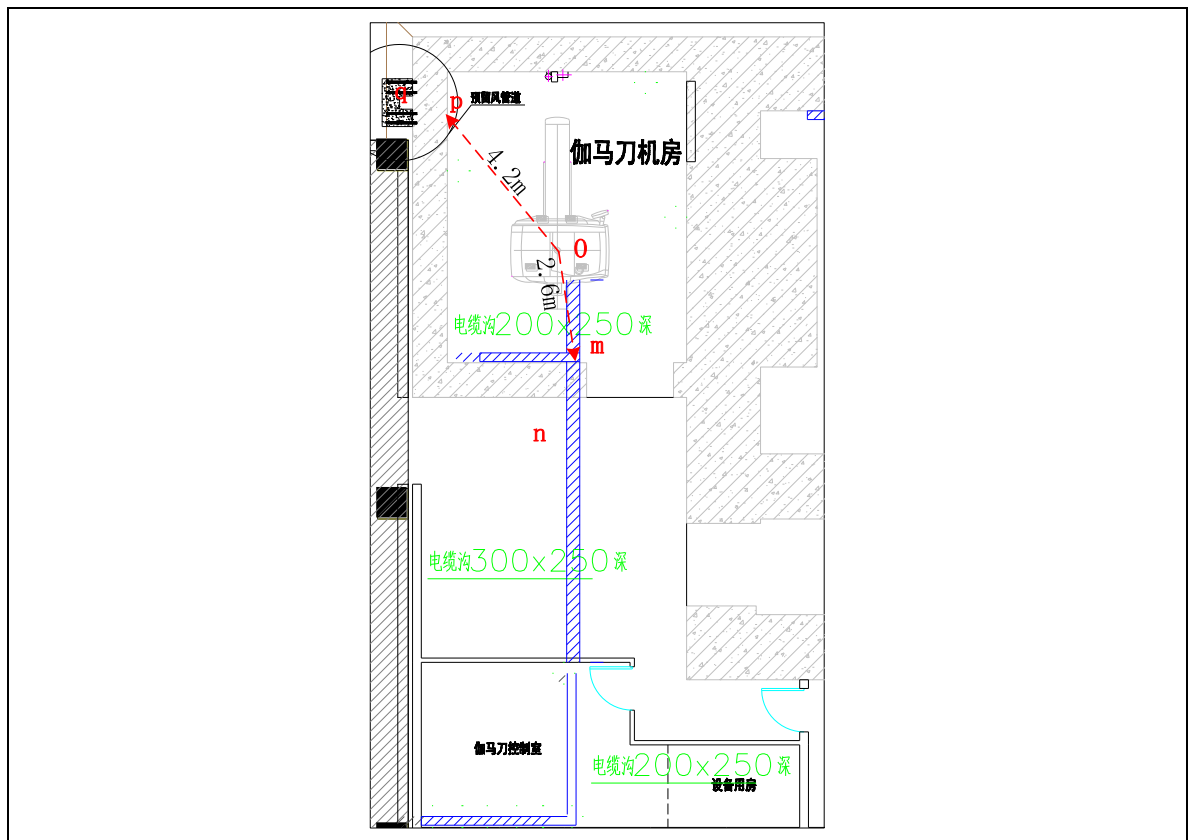 q
p
预留风管道
伽马刀机房
4.2m
O
2.6m
电缆沟200x250深
m
n
电缆沟300x250深
伽马刀控制室
电缆沟200x250深
设备用房